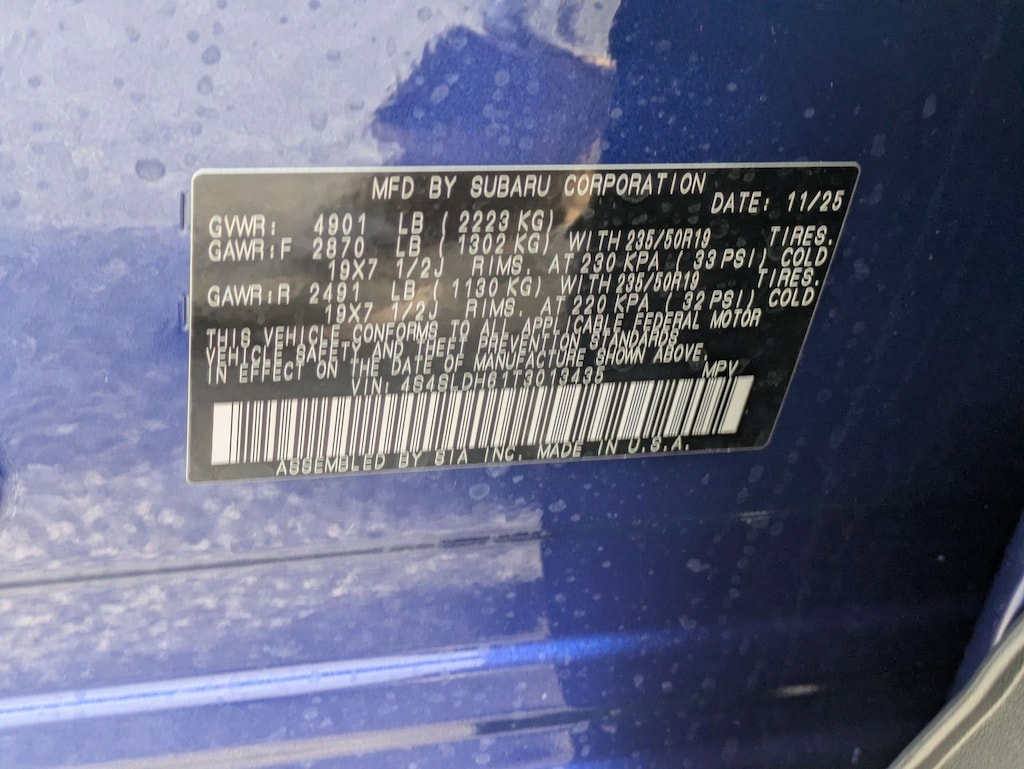 MFD BY SUBARU CORPORATION
DATE: 11/25
GVWR: 4901 LB ( 2223 KG)
GAWR:F 2870 LB ( 1302 KG) WITH 235/50R19 TIRES.
19X7 1/2J RIMS. AT 230 KPA ( 33 PSI) COLD
GAWR:R 2491 LB ( 1130 KG) WITH 235/50R19 TIRES.
19X7 1/2J RIMS. AT 220 KPA ( 32 PSI) COLD
THIS VEHICLE CONFORMS TO ALL APPLICABLE FEDERAL MOTOR
VEHICLE SAFETY AND THEFT PREVENTION STANDARDS
IN EFFECT ON THE DATE OF MANUFACTURE SHOWN ABOVE.
VIN: 4S4SLDH61T3013435 MPV
ASSEMBLED BY SIA INC. MADE IN U.S.A.